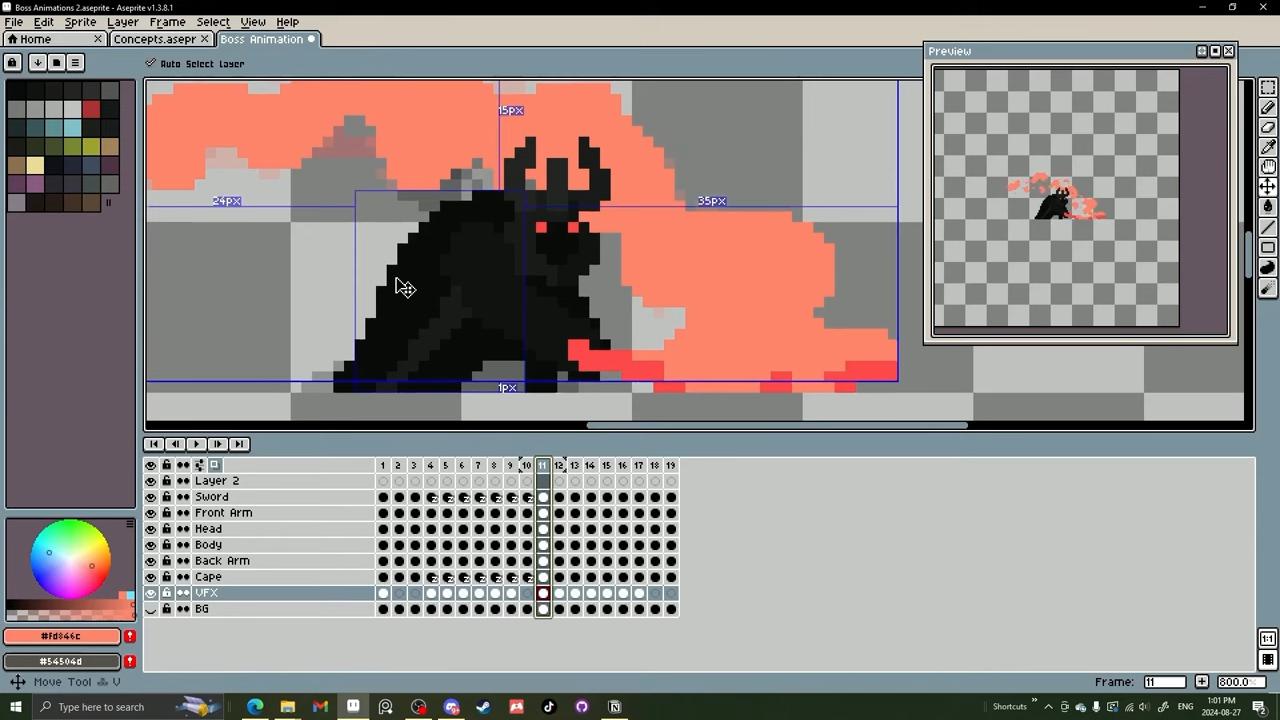 Boss Animations 2.aseprite - Aseprite v1.3.8.1
File Edit Sprite Layer Frame Select View Help
Home Concepts.asepr Boss Animation
Auto Select Layer
Preview
15px
24px
35px
1px
1 2 3 4 5 6 7 8 9 10 11 12 13 14 15 16 17 18 19
Layer 2
Sword
Front Arm
Head
Body
Back Arm
Cape
VFX
BG
#fd846c
#54504d
1:1
Move Tool V
Frame: 11 800.0
Type here to search
Shortcuts
ENG
1:01 PM
2024-08-27